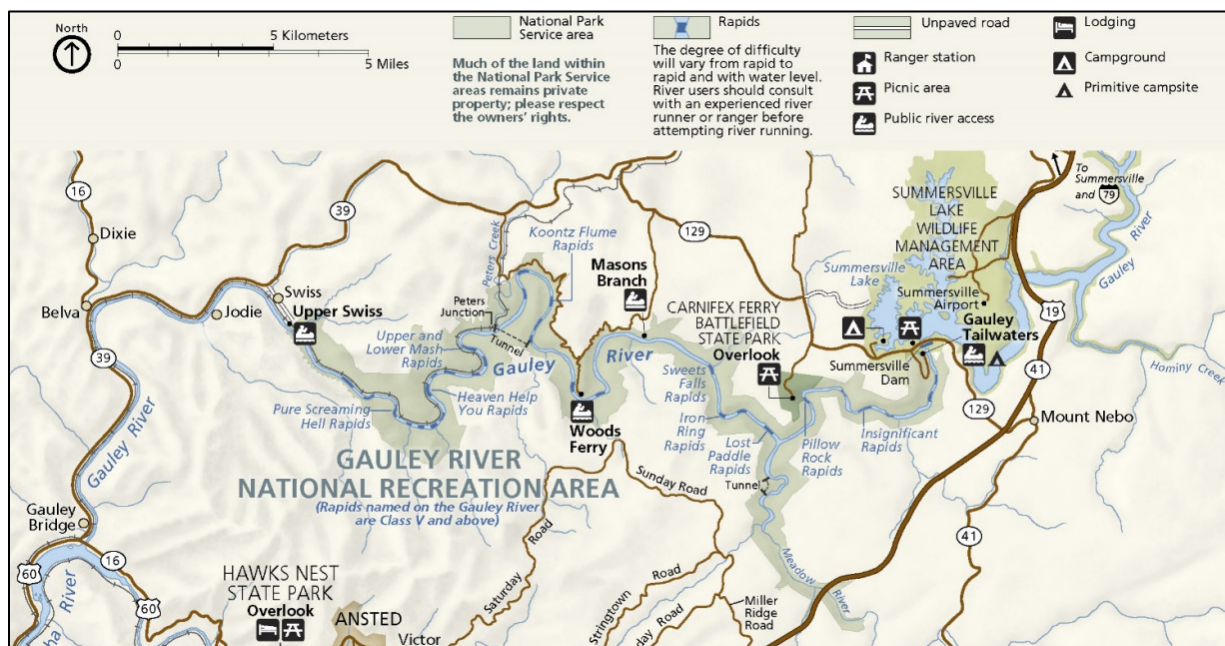 North
0 5 Kilometers
0 5 Miles
National Park
Service area
Much of the land within
the National Park Service
areas remains private
property; please respect
the owners' rights.
Rapids
The degree of difficulty
will vary from rapid to
rapid and with water level.
River users should consult
with an experienced river
runner or ranger before
attempting river running.
Unpaved road
Ranger station
Picnic area
Public river access
Lodging
Campground
Primitive campsite
16
Dixie
39
Belva
Jodie
Swiss
Upper Swiss
39
Gauley River
Gauley
Bridge
60
16
60
River
HAWKS NEST
STATE PARK
Overlook
ANSTED
Victor
Peters Creek
Koontz Flume
Rapids
Peters
Junction
Tunnel
Upper and
Lower Mash
Rapids
Heaven Help
You Rapids
Pure Screaming
Hell Rapids
Gauley
River
GAULEY RIVER
NATIONAL RECREATION AREA
(Rapids named on the Gauley River
are Class V and above)
Woods
Ferry
Masons
Branch
129
CARNIFEX FERRY
BATTLEFIELD
STATE PARK
Overlook
Sweets
Falls
Rapids
Iron
Ring
Rapids
Lost
Paddle
Rapids
Tunnel
Pillow
Rock
Rapids
Insignificant
Rapids
Meadow
River
Sunday Road
Saturday
Road
Stringtown
Road
day
Road
Miller
Ridge
Road
SUMMERSVILLE
LAKE
WILDLIFE
MANAGEMENT
AREA
Summersville
Lake
Summersville
Airport
Gauley
Tailwaters
Summersville
Dam
129
To
Summersville
and 79
Gauley
River
19
41
Hominy Creek
Mount Nebo
41